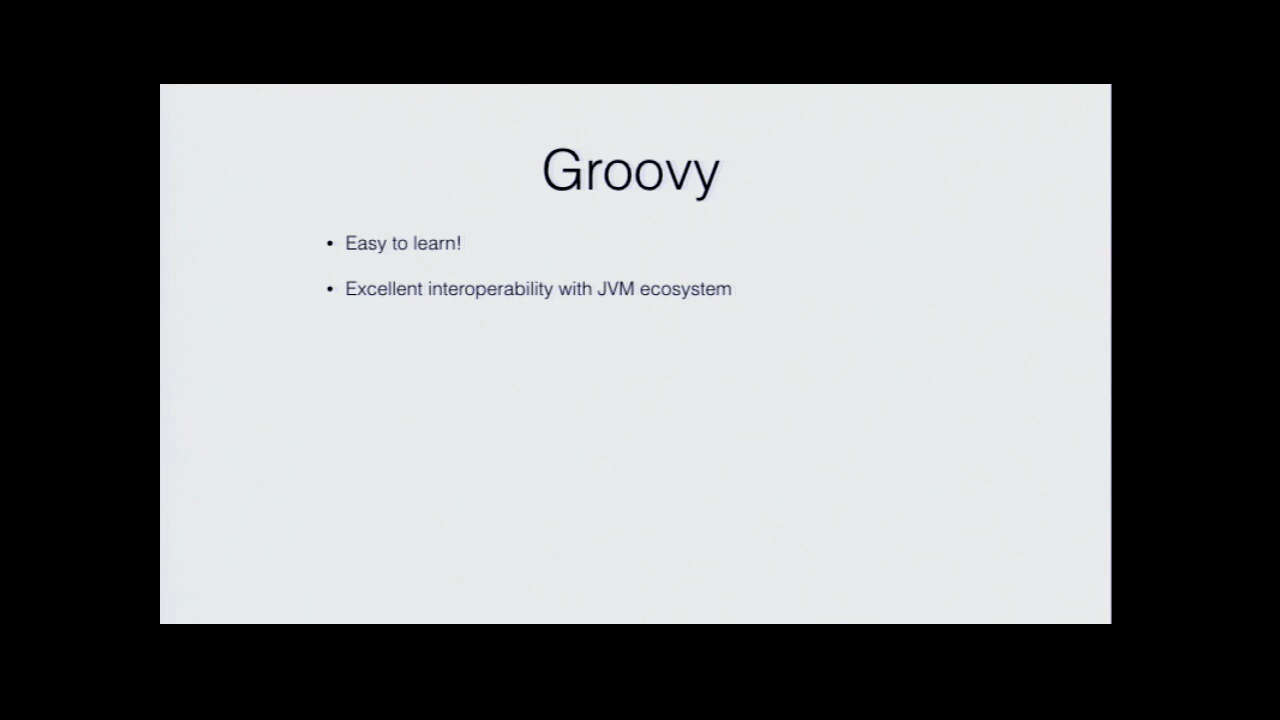 Groovy
• Easy to learn!
• Excellent interoperability with JVM ecosystem